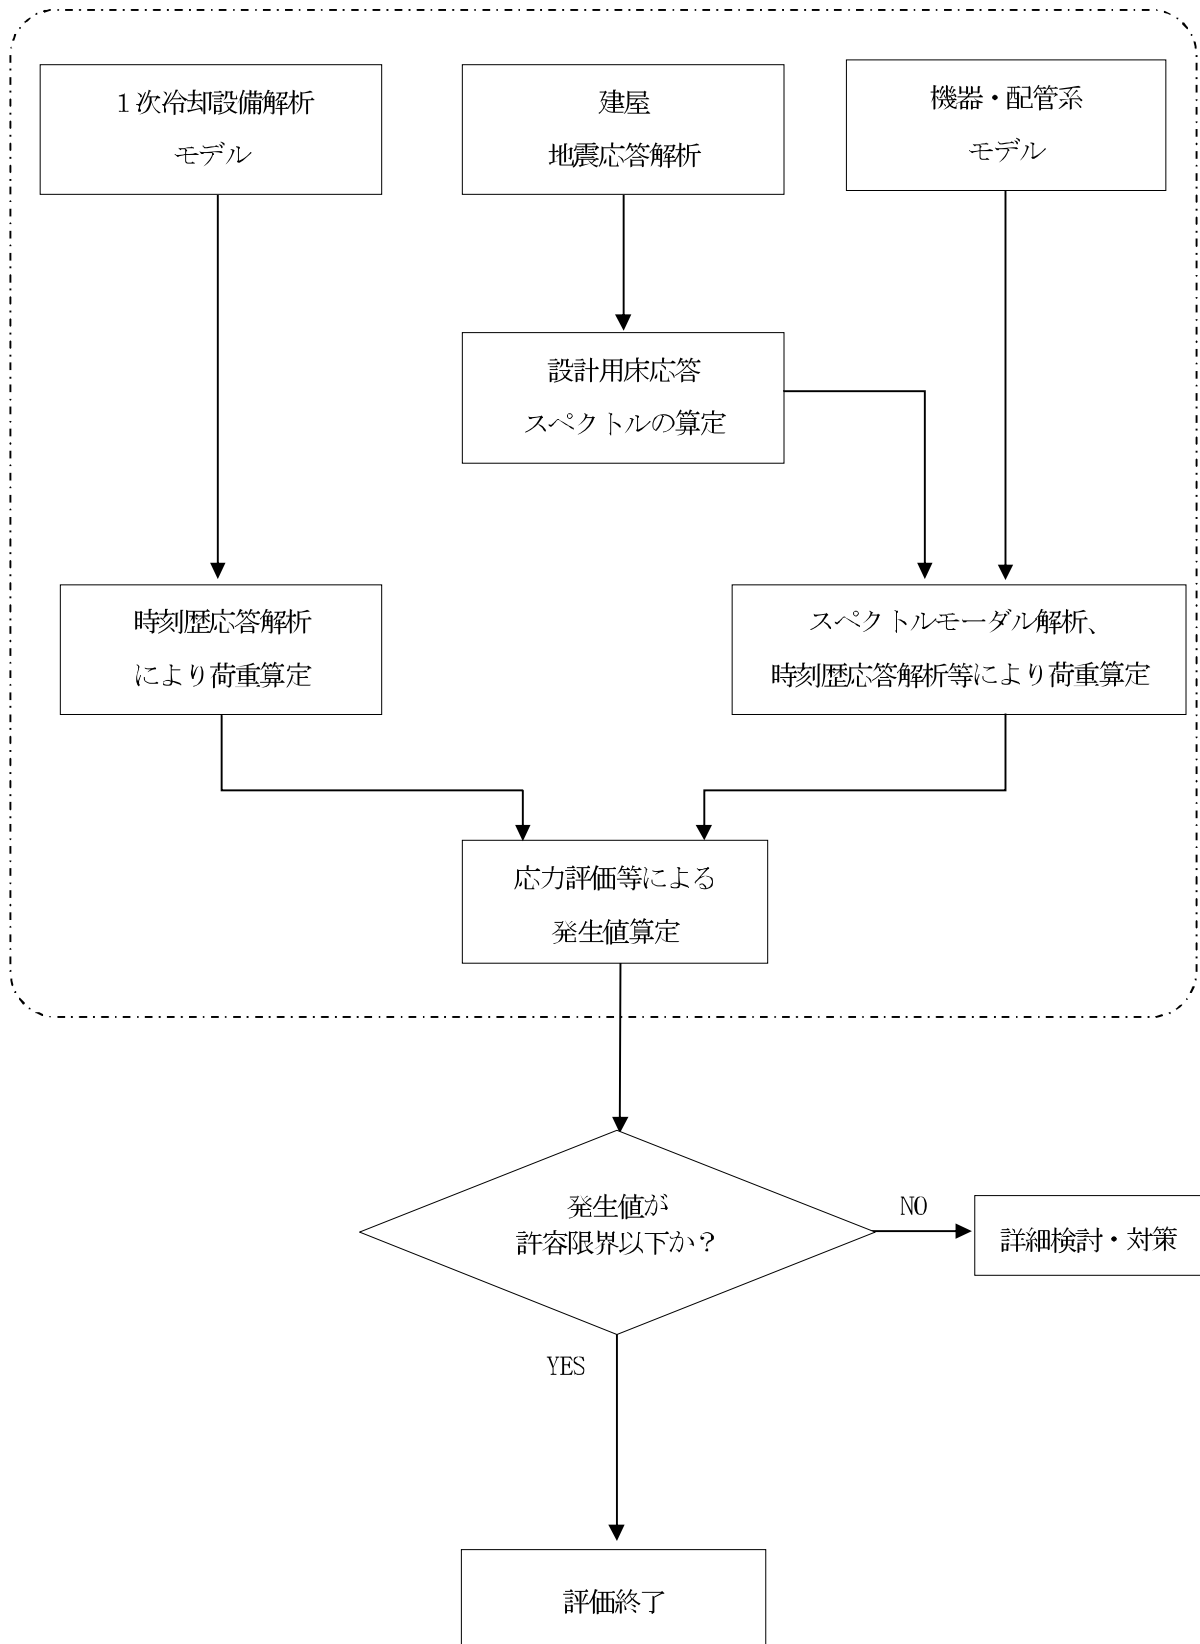 １次冷却設備解析
モデル
建屋
地震応答解析
機器・配管系
モデル
設計用床応答
スペクトルの算定
時刻歴応答解析
により荷重算定
スペクトルモーダル解析、
時刻歴応答解析等により荷重算定
応力評価等による
発生値算定
発生値が
許容限界以下か？
NO
詳細検討・対策
YES
評価終了